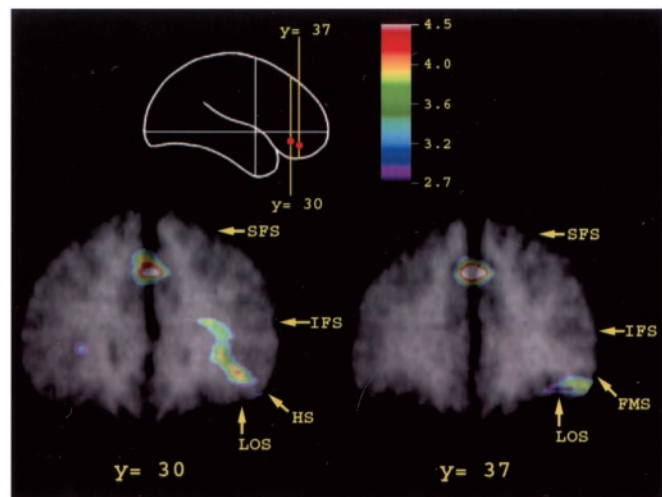 y= 37
4.5
4.0
3.6
3.2
2.7
y= 30
SFS
IFS
HS
LOS
y= 30
SFS
IFS
FMS
LOS
y= 37